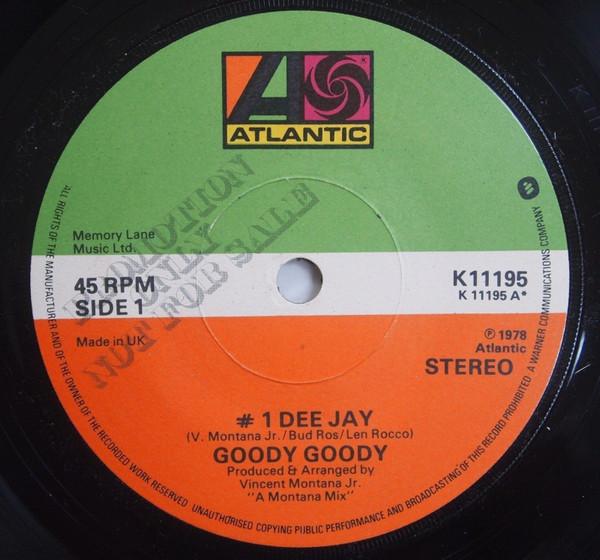 ATLANTIC
Memory Lane
Music Ltd.
PROMOTION
ONLY
NOT FOR SALE
45 RPM
SIDE 1
K11195
K 11195 A*
Made in UK
℗ 1978
Atlantic
STEREO
# 1 DEE JAY
(V. Montana Jr./Bud Ros/Len Rocco)
GOODY GOODY
Produced & Arranged by
Vincent Montana Jr.
"A Montana Mix"
ALL RIGHTS OF THE MANUFACTURER AND OF THE OWNER OF THE RECORDED WORK RESERVED UNAUTHORISED COPYING PUBLIC PERFORMANCE AND BROADCASTING OF THIS RECORD PROHIBITED A WARNER COMMUNICATIONS COMPANY